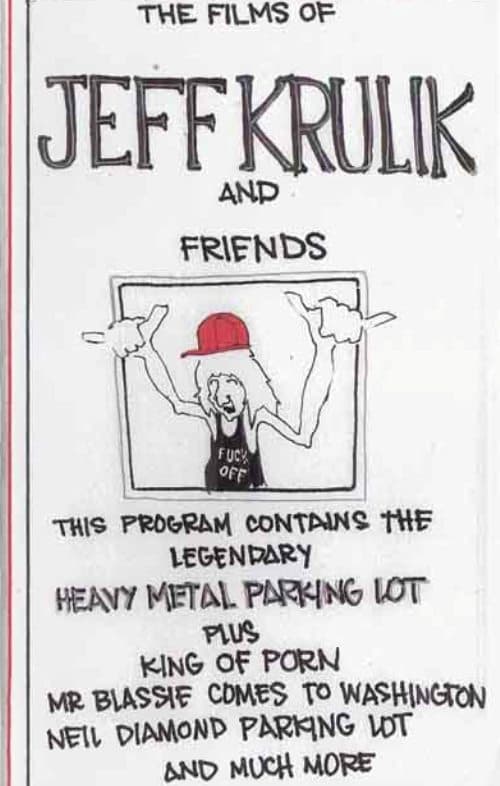 THE FILMS OF
JEFF KRULIK
AND
FRIENDS
FUCK
OFF
THIS PROGRAM CONTAINS THE
LEGENDARY
HEAVY METAL PARKING LOT
PLUS
KING OF PORN
MR BLASSIE COMES TO WASHINGTON
NEIL DIAMOND PARKING LOT
AND MUCH MORE